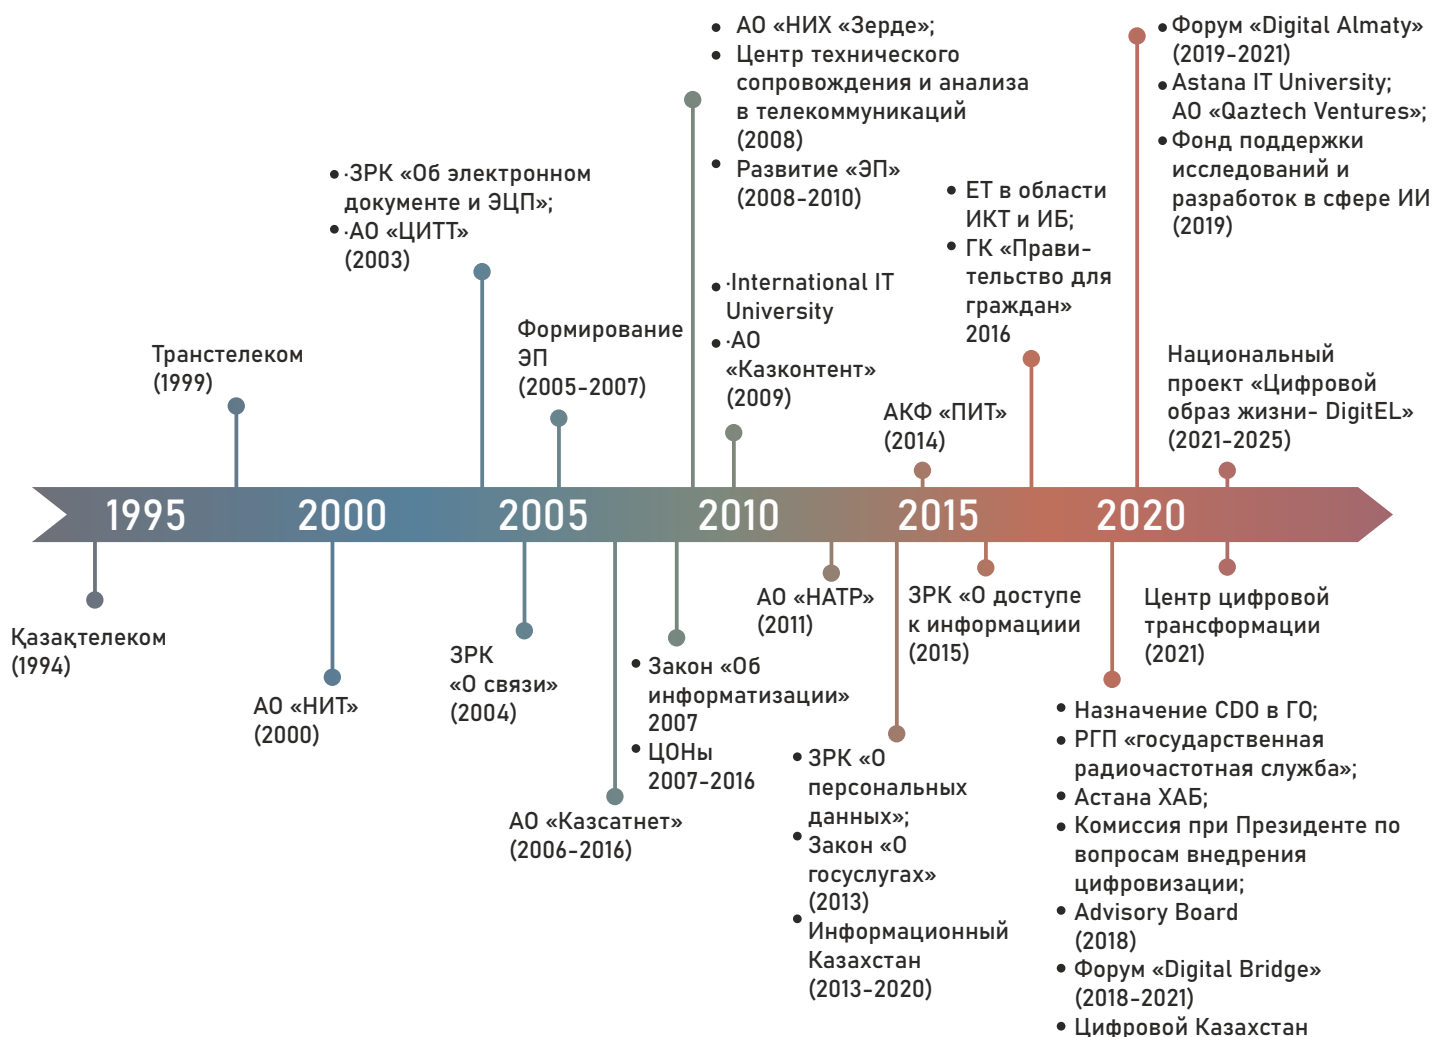 • АО «НИХ «Зерде»;
• Центр технического
сопровождения и анализа
в телекоммуникаций
(2008)
• Развитие «ЭП»
(2008-2010)
• Форум «Digital Almaty»
(2019-2021)
• Astana IT University;
АО «Qaztech Ventures»;
• Фонд поддержки
исследований и
разработок в сфере ИИ
(2019)
• ·ЗРК «Об электронном
документе и ЭЦП»;
• ·АО «ЦИТТ»
(2003)
• ЕТ в области
ИКТ и ИБ;
• ГК «Прави-
тельство для
граждан»
2016
• ·International IT
University
• ·АО
«Казконтент»
(2009)
Транстелеком
(1999)
Формирование
ЭП
(2005-2007)
АКФ «ПИТ»
(2014)
Национальный
проект «Цифровой
образ жизни- DigitEL»
(2021-2025)
1995 2000 2005 2010 2015 2020
Қазақтелеком
(1994)
АО «НИТ»
(2000)
ЗРК
«О связи»
(2004)
АО «Казсатнет»
(2006-2016)
• Закон «Об
информатизации»
2007
• ЦОНы
2007-2016
АО «НАТР»
(2011)
• ЗРК «О
персональных
данных»;
• Закон «О
госуслугах»
(2013)
• Информационный
Казахстан
(2013-2020)
ЗРК «О доступе
к информациии
(2015)
Центр цифровой
трансформации
(2021)
• Назначение CDO в ГО;
• РГП «государственная
радиочастотная служба»;
• Астана ХАБ;
• Комиссия при Президенте по
вопросам внедрения
цифровизации;
• Advisory Board
(2018)
• Форум «Digital Bridge»
(2018-2021)
• Цифровой Казахстан